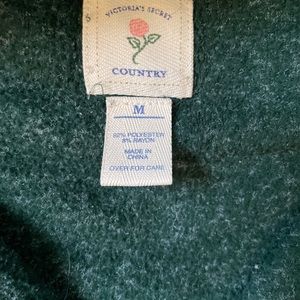 VICTORIA'S SECRET
COUNTRY
M
92% POLYESTER
8% RAYON
MADE IN
CHINA
OVER FOR CARE